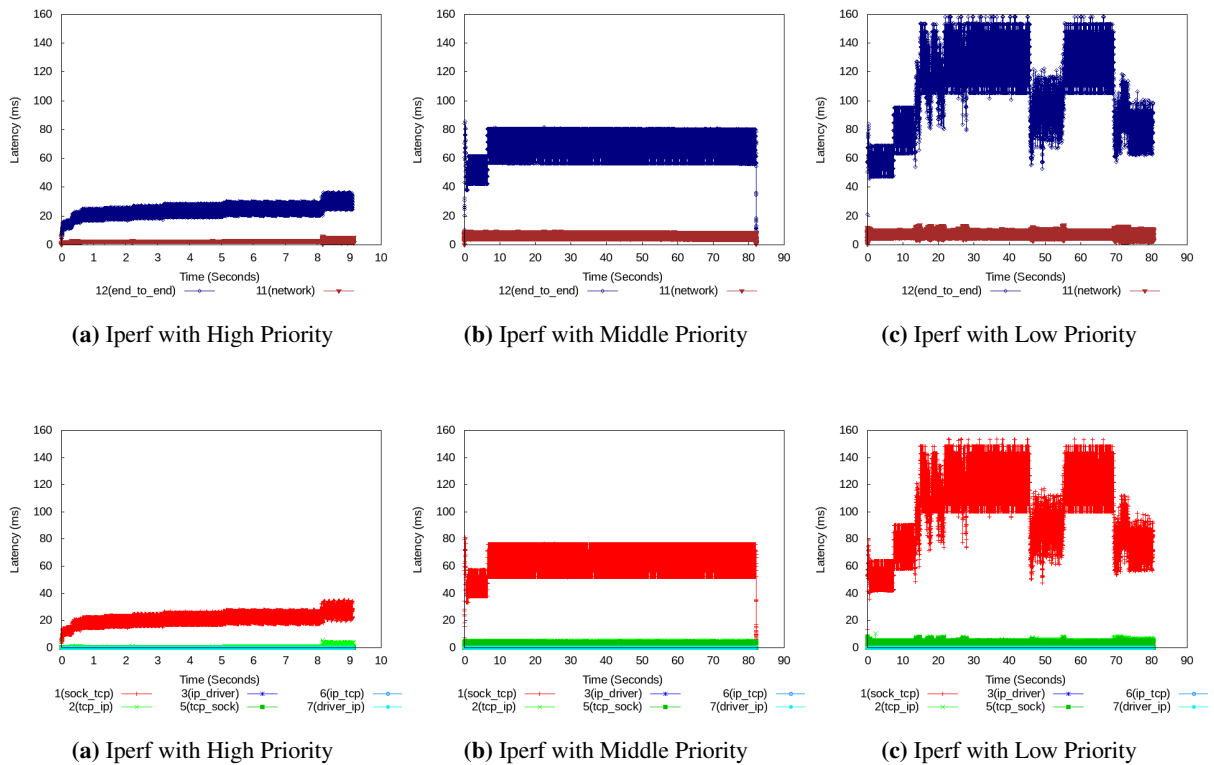 160
140
120
100
80
60
40
20
0
Latency (ms)
0 1 2 3 4 5 6 7 8 9 10
Time (Seconds)
12(end_to_end) 11(network)
(a) Iperf with High Priority
160
140
120
100
80
60
40
20
0
Latency (ms)
0 10 20 30 40 50 60 70 80 90
Time (Seconds)
12(end_to_end) 11(network)
(b) Iperf with Middle Priority
160
140
120
100
80
60
40
20
0
Latency (ms)
0 10 20 30 40 50 60 70 80 90
Time (Seconds)
12(end_to_end) 11(network)
(c) Iperf with Low Priority
160
140
120
100
80
60
40
20
0
Latency (ms)
0 1 2 3 4 5 6 7 8 9 10
Time (Seconds)
1(sock_tcp) 3(ip_driver) 6(ip_tcp)
2(tcp_ip) 5(tcp_sock) 7(driver_ip)
(a) Iperf with High Priority
160
140
120
100
80
60
40
20
0
Latency (ms)
0 10 20 30 40 50 60 70 80 90
Time (Seconds)
1(sock_tcp) 3(ip_driver) 6(ip_tcp)
2(tcp_ip) 5(tcp_sock) 7(driver_ip)
(b) Iperf with Middle Priority
160
140
120
100
80
60
40
20
0
Latency (ms)
0 10 20 30 40 50 60 70 80 90
Time (Seconds)
1(sock_tcp) 3(ip_driver) 6(ip_tcp)
2(tcp_ip) 5(tcp_sock) 7(driver_ip)
(c) Iperf with Low Priority